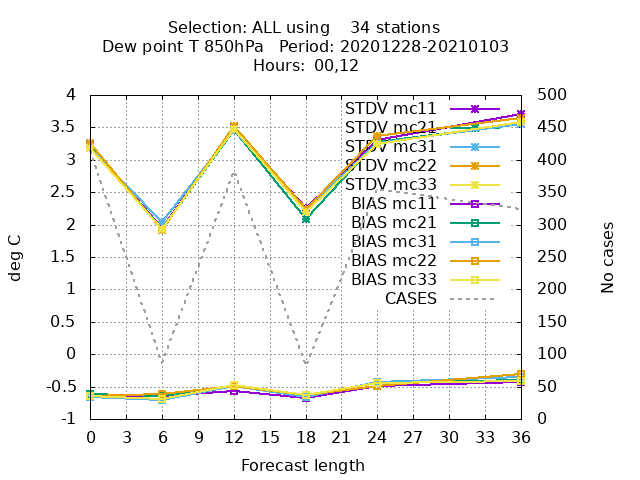 Selection: ALL using 34 stations
Dew point T 850hPa Period: 20201228-20210103
Hours: 00,12
4 500
STDV mc11
3.5 STDV mc21 450
STDV mc31
3 STDV mc22 400
STDV mc33
2.5 BIAS mc11 350
2 BIAS mc21 300
BIAS mc31
1.5 BIAS mc22 250
BIAS mc33
1 CASES 200
0.5 150
0 100
-0.5 50
-1 0
0 3 6 9 12 15 18 21 24 27 30 33 36
Forecast length
deg C
No cases